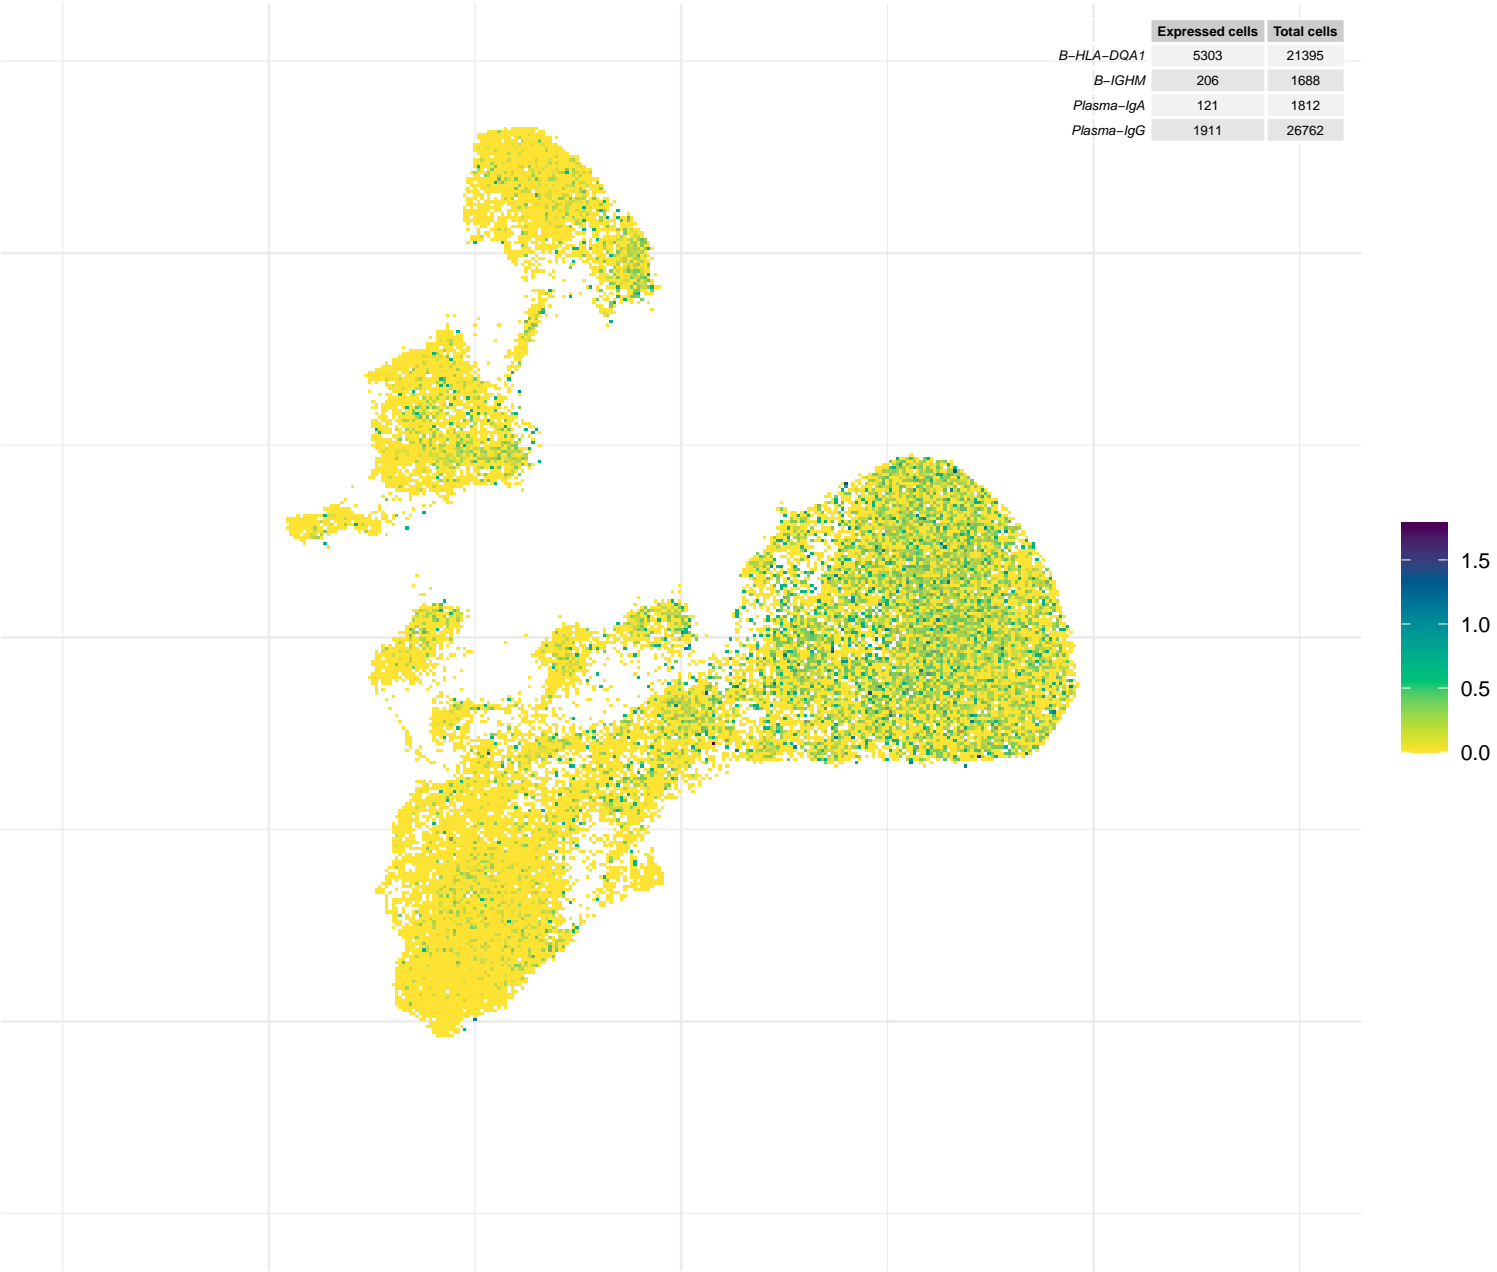 Expressed cells Total cells
B-HLA-DQA1 5303 21395
B-IGHM 206 1688
Plasma-IgA 121 1812
Plasma-IgG 1911 26762
1.5
1.0
0.5
0.0